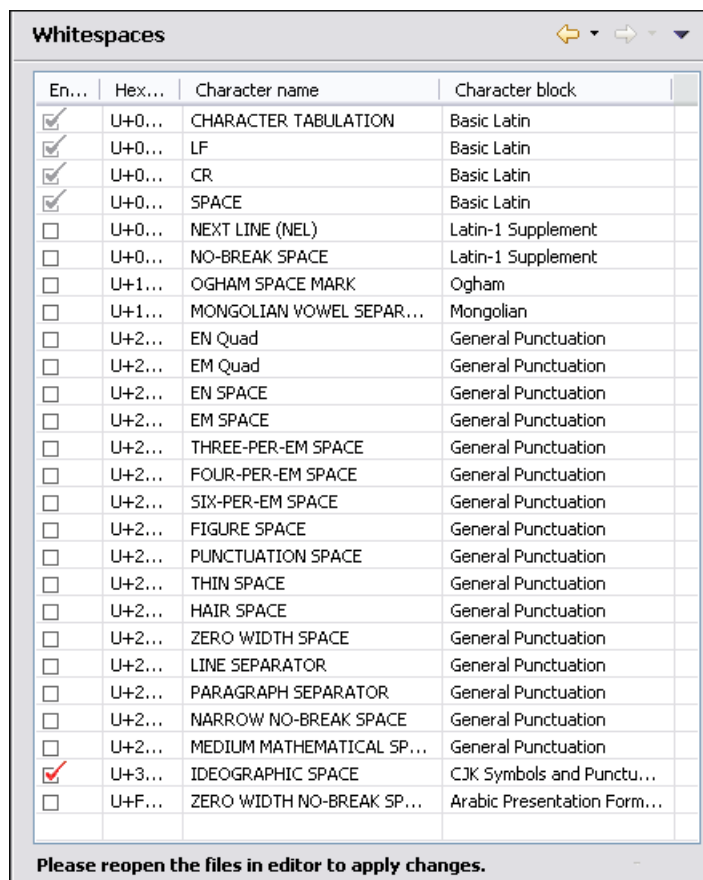 Whitespaces
En... Hex... Character name Character block
U+0... CHARACTER TABULATION Basic Latin
U+0... LF Basic Latin
U+0... CR Basic Latin
U+0... SPACE Basic Latin
U+0... NEXT LINE (NEL) Latin-1 Supplement
U+0... NO-BREAK SPACE Latin-1 Supplement
U+1... OGHAM SPACE MARK Ogham
U+1... MONGOLIAN VOWEL SEPAR... Mongolian
U+2... EN Quad General Punctuation
U+2... EM Quad General Punctuation
U+2... EN SPACE General Punctuation
U+2... EM SPACE General Punctuation
U+2... THREE-PER-EM SPACE General Punctuation
U+2... FOUR-PER-EM SPACE General Punctuation
U+2... SIX-PER-EM SPACE General Punctuation
U+2... FIGURE SPACE General Punctuation
U+2... PUNCTUATION SPACE General Punctuation
U+2... THIN SPACE General Punctuation
U+2... HAIR SPACE General Punctuation
U+2... ZERO WIDTH SPACE General Punctuation
U+2... LINE SEPARATOR General Punctuation
U+2... PARAGRAPH SEPARATOR General Punctuation
U+2... NARROW NO-BREAK SPACE General Punctuation
U+2... MEDIUM MATHEMATICAL SP... General Punctuation
U+3... IDEOGRAPHIC SPACE CJK Symbols and Punctu...
U+F... ZERO WIDTH NO-BREAK SP... Arabic Presentation Form...
Please reopen the files in editor to apply changes.